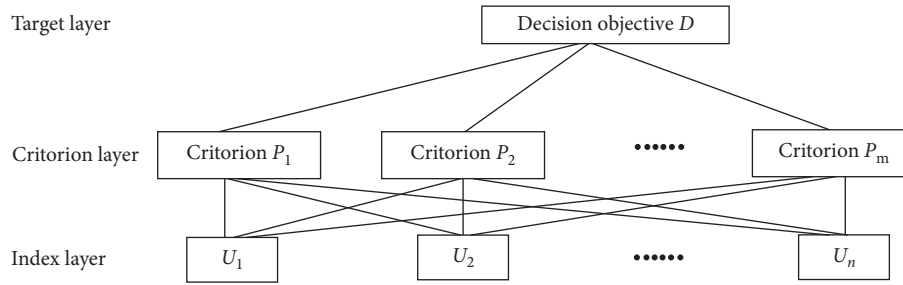 Target layer
Decision objective D
Critorion layer
Critorion P1
Critorion P2
••••••
Critorion Pm
Index layer
U1
U2
••••••
Un